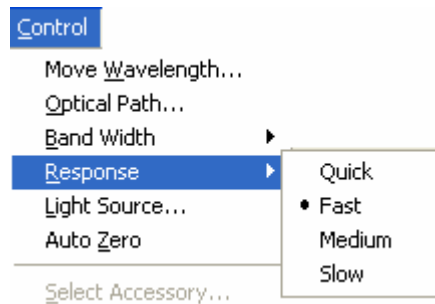 Control
Move Wavelength...
Optical Path...
Band Width
Response
Light Source...
Auto Zero
Select Accessory...
Quick
Fast
Medium
Slow